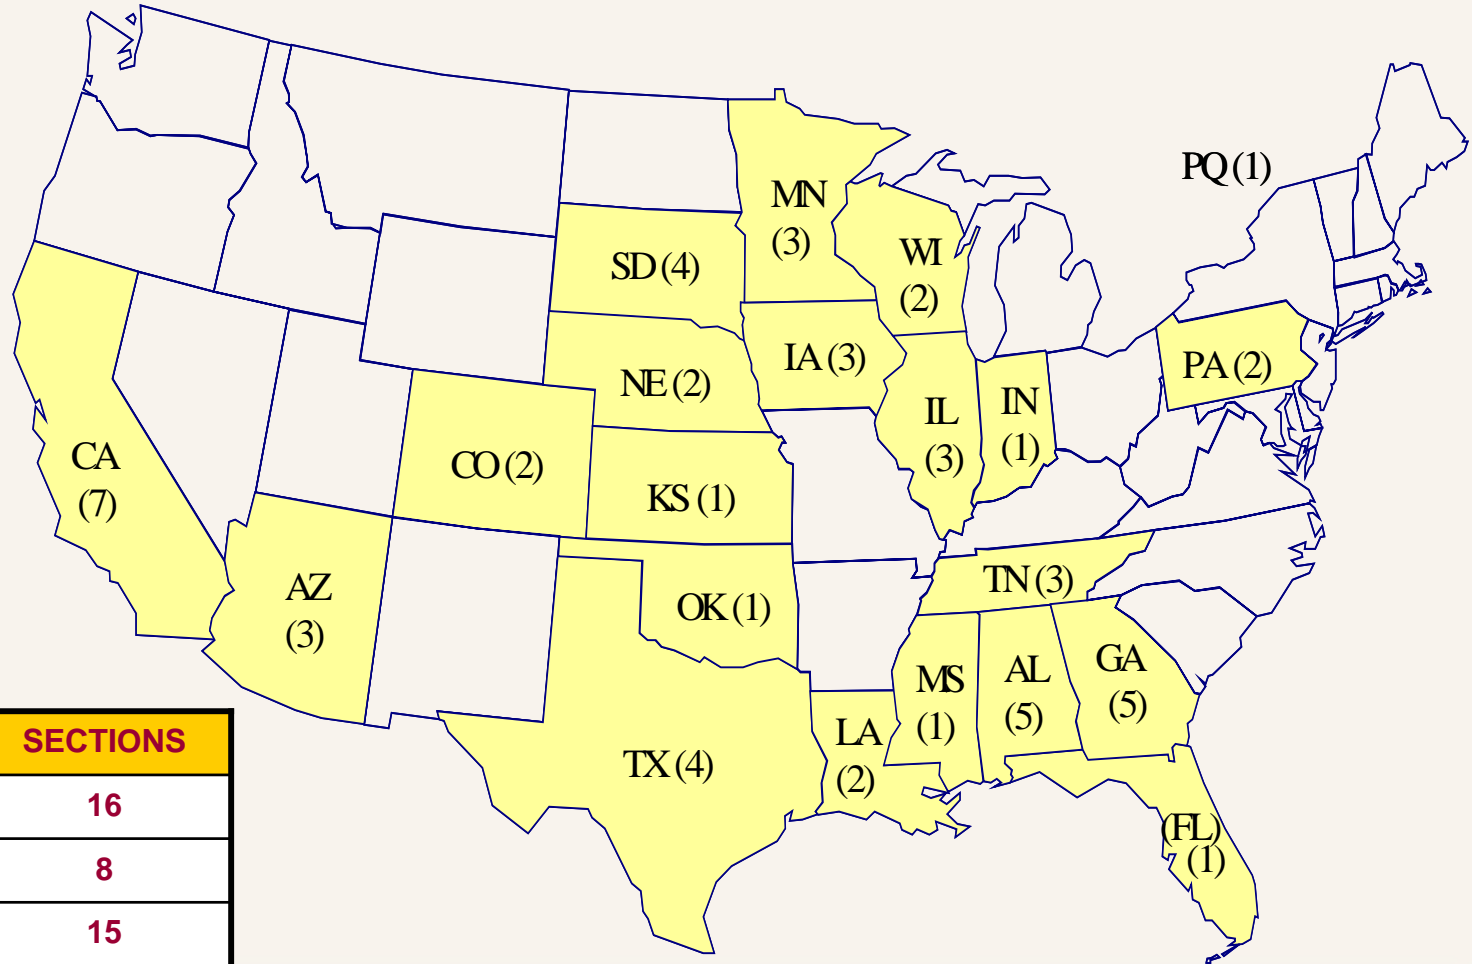 PQ (1)
MN
(3)
WI
(2)
SD (4)
IA (3)
PA (2)
NE (2)
IL
(3)
IN
(1)
CA
(7)
CO (2)
KS (1)
AZ
(3)
OK (1)
TN (3)
MS
(1)
AL
(5)
GA
(5)
TX (4)
LA
(2)
(FL)
(1)
SECTIONS
16
8
15